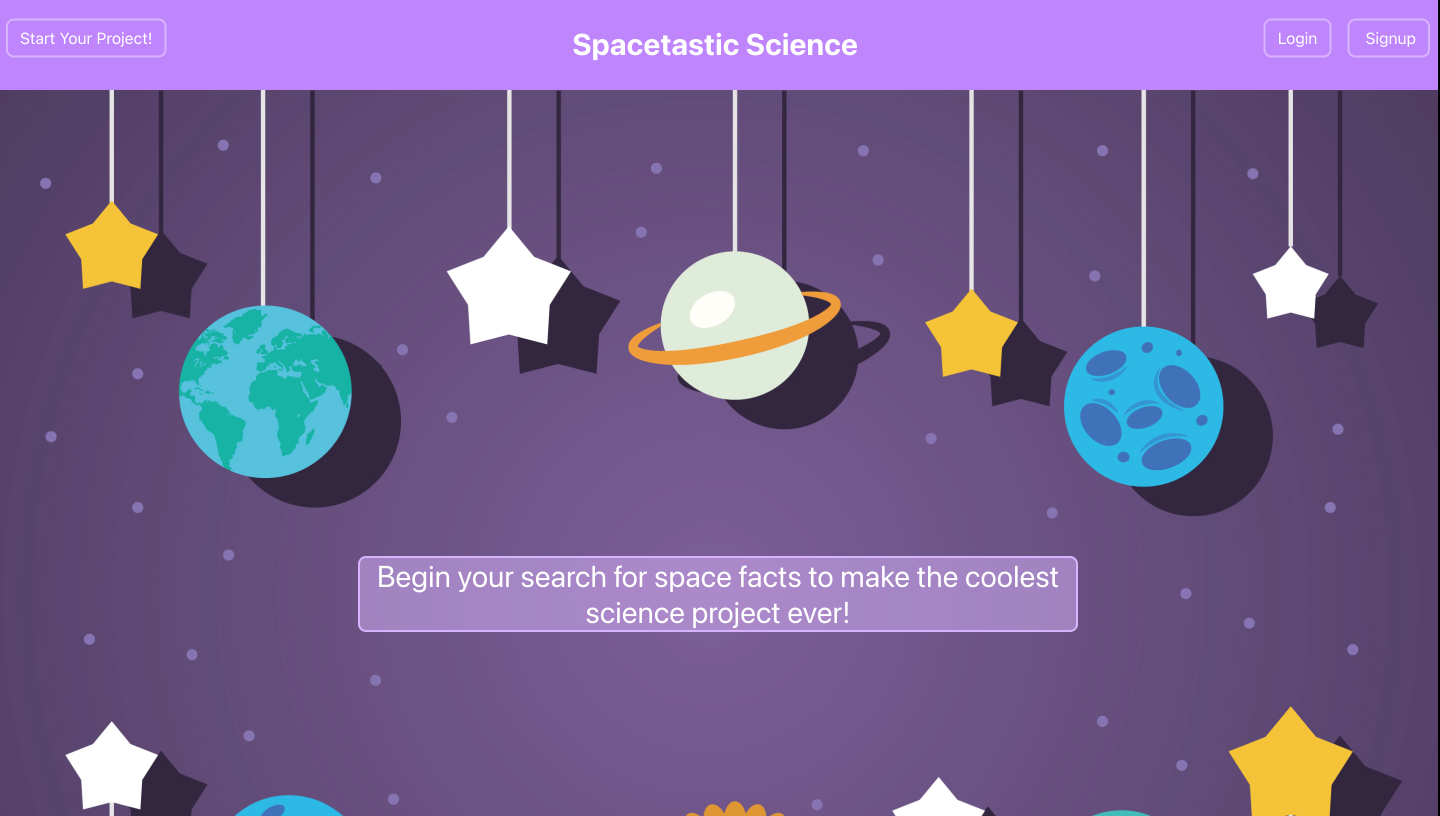 Start Your Project!
Spacetastic Science
Login
Signup
Begin your search for space facts to make the coolest
science project ever!